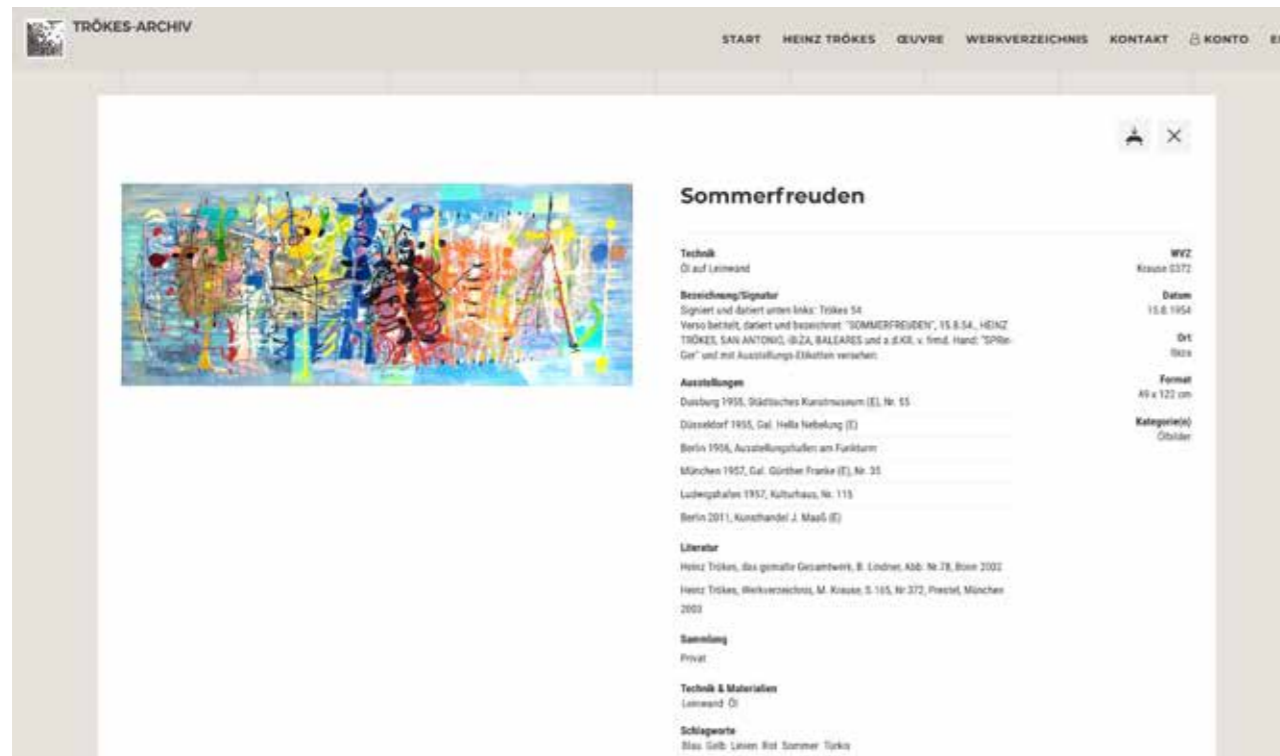 TRÖKES-ARCHIV
START HEINZ TRÖKES ŒUVRE WERKVERZEICHNIS KONTAKT KONTO
Sommerfreuden
Technik
Öl auf Leinwand
WVZ
Krause 0372
Bezeichnung/Signatur
Signiert und datiert unten links: Trökes 54
Verso betitelt, datiert und bezeichnet: "SOMMERFREUDEN", 15.8.54., HEINZ
TRÖKES, SAN ANTONIO, IBIZA, BALEARES und a.d.KR. v. frmd. Hand: "SPRin-
Ger" und mit Ausstellungs-Etiketten versehen.
Datum
15.8.1954
Ort
Ibiza
Format
49 x 122 cm
Kategorie(n)
Ölbilder
Ausstellungen
Duisburg 1955, Städtisches Kunstmuseum (E), Nr. 55
Düsseldorf 1955, Gal. Hella Nebelung (E)
Berlin 1956, Ausstellungshallen am Funkturm
München 1957, Gal. Günther Franke (E), Nr. 35
Ludwigshafen 1957, Kulturhaus, Nr. 115
Berlin 2011, Kunsthandel J. Maaß (E)
Literatur
Heinz Trökes, das gemalte Gesamtwerk, B. Lindner, Abb. Nr.78, Bonn 2002
Heinz Trökes, Werkverzeichnis, M. Krause, S.165, Nr.372, Prestel, München
2003
Sammlung
Privat
Technik & Materialien
Leinwand Öl
Schlagworte
Blau Gelb Linien Rot Sommer Türkis